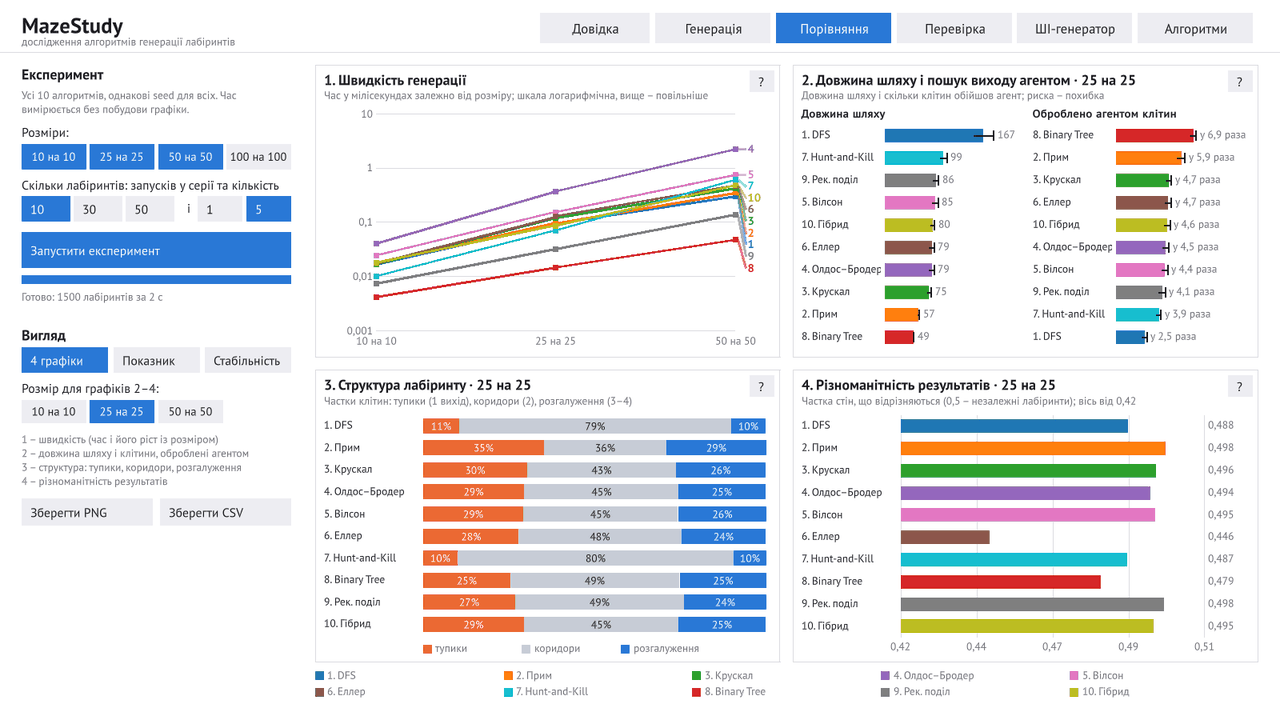 MazeStudy
дослідження алгоритмів генерації лабіринтів
Довідка
Генерація
Порівняння
Перевірка
ШІ-генератор
Алгоритми
Експеримент
Усі 10 алгоритмів, однакові seed для всіх. Час
вимірюється без побудови графіки.
Розміри:
10 на 10
25 на 25
50 на 50
100 на 100
Скільки лабіринтів: запусків у серії та кількість
10
30
50
і
1
5
Запустити експеримент
Готово: 1500 лабіринтів за 2 с
Вигляд
4 графіки
Показник
Стабільність
Розмір для графіків 2–4:
10 на 10
25 на 25
50 на 50
1 – швидкість (час і його ріст із розміром)
2 – довжина шляху і клітини, оброблені агентом
3 – структура: тупики, коридори, розгалуження
4 – різноманітність результатів
Зберегти PNG
Зберегти CSV
1. Швидкість генерації
?
Час у мілісекундах залежно від розміру; шкала логарифмічна, вище – повільніше
10
1
0,1
0,01
0,001
10 на 10
25 на 25
50 на 50
4
5
7
10
6
3
2
1
9
8
2. Довжина шляху і пошук виходу агентом · 25 на 25
?
Довжина шляху і скільки клітин обійшов агент; риска – похибка
Довжина шляху
1. DFS 167
7. Hunt-and-Kill 99
9. Рек. поділ 86
5. Вілсон 85
10. Гібрид 80
6. Еллер 79
4. Олдос–Бродер 79
3. Крускал 75
2. Прим 57
8. Binary Tree 49
Оброблено агентом клітин
8. Binary Tree у 6,9 раза
2. Прим у 5,9 раза
3. Крускал у 4,7 раза
6. Еллер у 4,7 раза
10. Гібрид у 4,6 раза
4. Олдос–Бродер у 4,5 раза
5. Вілсон у 4,4 раза
9. Рек. поділ у 4,1 раза
7. Hunt-and-Kill у 3,9 раза
1. DFS у 2,5 раза
3. Структура лабіринту · 25 на 25
?
Частки клітин: тупики (1 вихід), коридори (2), розгалуження (3–4)
1. DFS 11% 79% 10%
2. Прим 35% 36% 29%
3. Крускал 30% 43% 26%
4. Олдос–Бродер 29% 45% 25%
5. Вілсон 29% 45% 26%
6. Еллер 28% 48% 24%
7. Hunt-and-Kill 10% 80% 10%
8. Binary Tree 25% 49% 25%
9. Рек. поділ 27% 49% 24%
10. Гібрид 29% 45% 25%
тупики
коридори
розгалуження
4. Різноманітність результатів · 25 на 25
?
Частка стін, що відрізняються (0,5 – незалежні лабіринти); вісь від 0,42
1. DFS 0,488
2. Прим 0,498
3. Крускал 0,496
4. Олдос–Бродер 0,494
5. Вілсон 0,495
6. Еллер 0,446
7. Hunt-and-Kill 0,487
8. Binary Tree 0,479
9. Рек. поділ 0,498
10. Гібрид 0,495
0,42 0,44 0,47 0,49 0,51
1. DFS
2. Прим
3. Крускал
4. Олдос–Бродер
5. Вілсон
6. Еллер
7. Hunt-and-Kill
8. Binary Tree
9. Рек. поділ
10. Гібрид